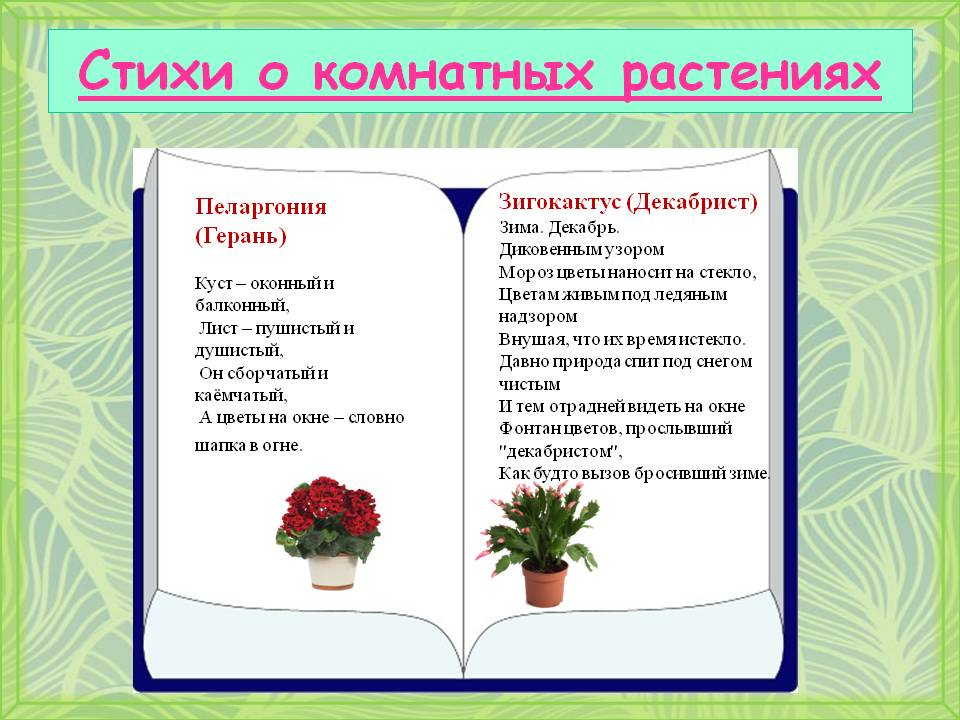 Стихи о комнатных растениях
Пеларгония
(Герань)
Куст – оконный и
балконный,
Лист – пушистый и
душистый,
Он сборчатый и
каёмчатый,
А цветы на окне – словно
шапка в огне.
Зигокактус (Декабрист)
Зима. Декабрь.
Диковенным узором
Мороз цветы наносит на стекло,
Цветам живым под ледяным
надзором
Внушая, что их время истекло.
Давно природа спит под снегом
чистым
И тем отрадней видеть на окне
Фонтан цветов, прослывший
"декабристом",
Как будто вызов бросивший зиме.